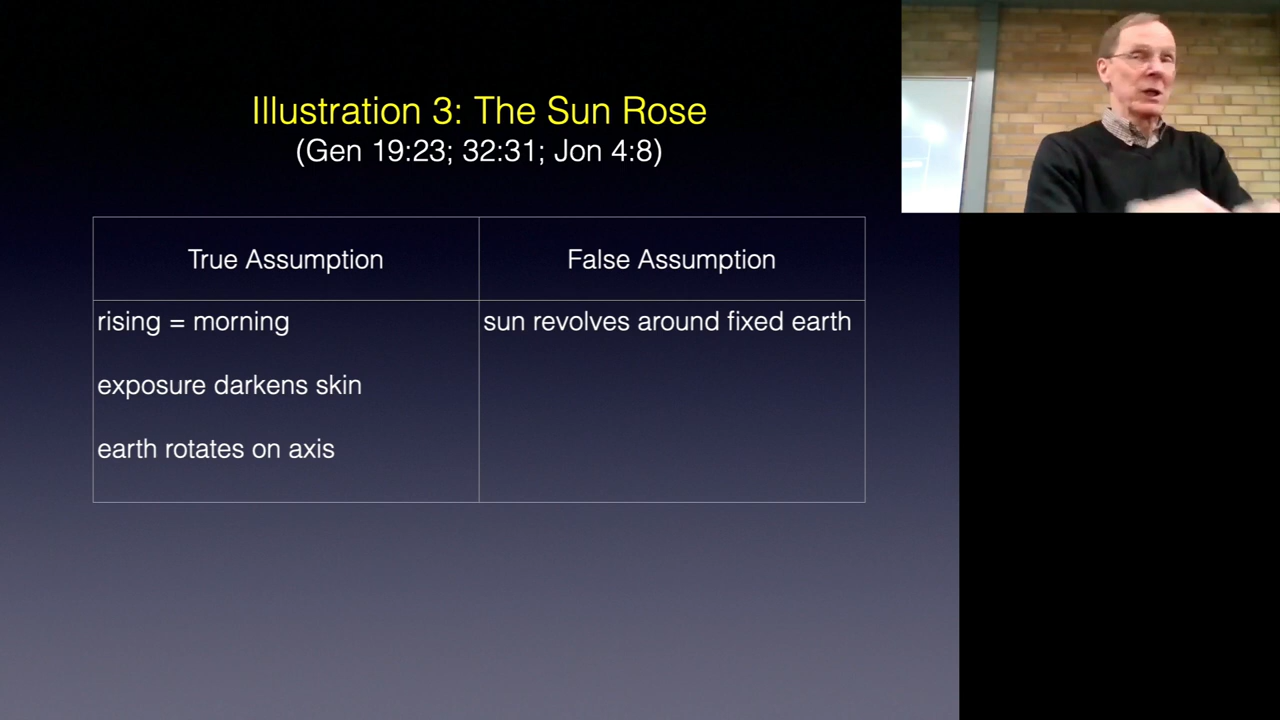 Illustration 3: The Sun Rose
(Gen 19:23; 32:31; Jon 4:8)
True Assumption
False Assumption
rising = morning
sun revolves around fixed earth
exposure darkens skin
earth rotates on axis